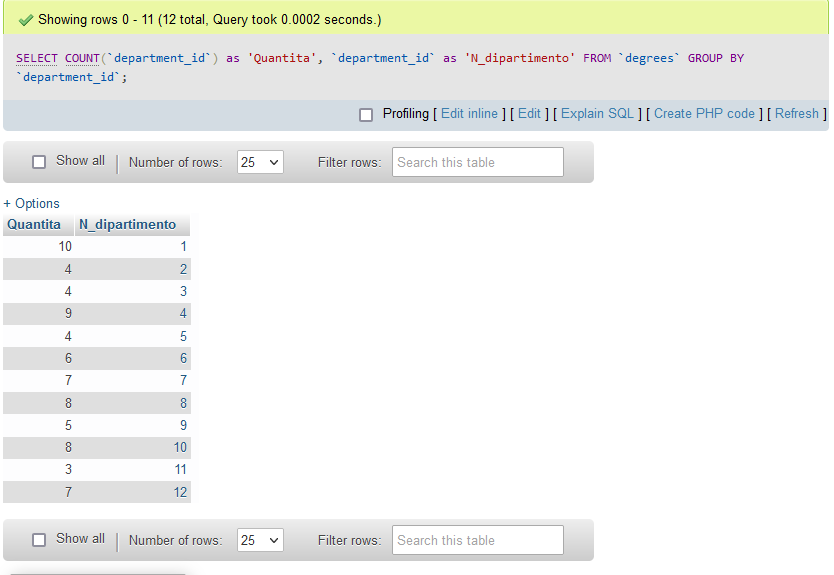 Showing rows 0 - 11 (12 total, Query took 0.0002 seconds.)
SELECT COUNT(`department_id`) as 'Quantita', `department_id` as 'N_dipartimento' FROM `degrees` GROUP BY
`department_id`;
Profiling [ Edit inline ] [ Edit ] [ Explain SQL ] [ Create PHP code ] [ Refresh ]
Show all | Number of rows: 25 Filter rows: Search this table
+ Options
Quantita N_dipartimento
10 1
4 2
4 3
9 4
4 5
6 6
7 7
8 8
5 9
8 10
3 11
7 12
Show all | Number of rows: 25 Filter rows: Search this table